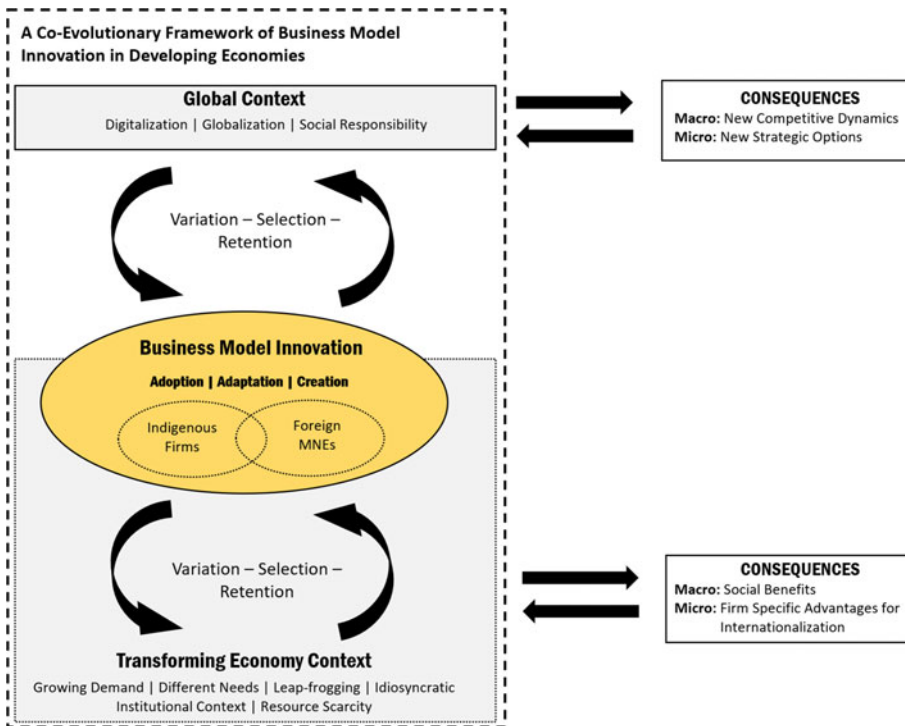 A Co-Evolutionary Framework of Business Model
Innovation in Developing Economies
Global Context
Digitalization | Globalization | Social Responsibility
CONSEQUENCES
Macro: New Competitive Dynamics
Micro: New Strategic Options
Variation – Selection –
Retention
Business Model Innovation
Adoption | Adaptation | Creation
Indigenous
Firms
Foreign
MNEs
Variation – Selection –
Retention
CONSEQUENCES
Macro: Social Benefits
Micro: Firm Specific Advantages for
Internationalization
Transforming Economy Context
Growing Demand | Different Needs | Leap-frogging | Idiosyncratic
Institutional Context | Resource Scarcity